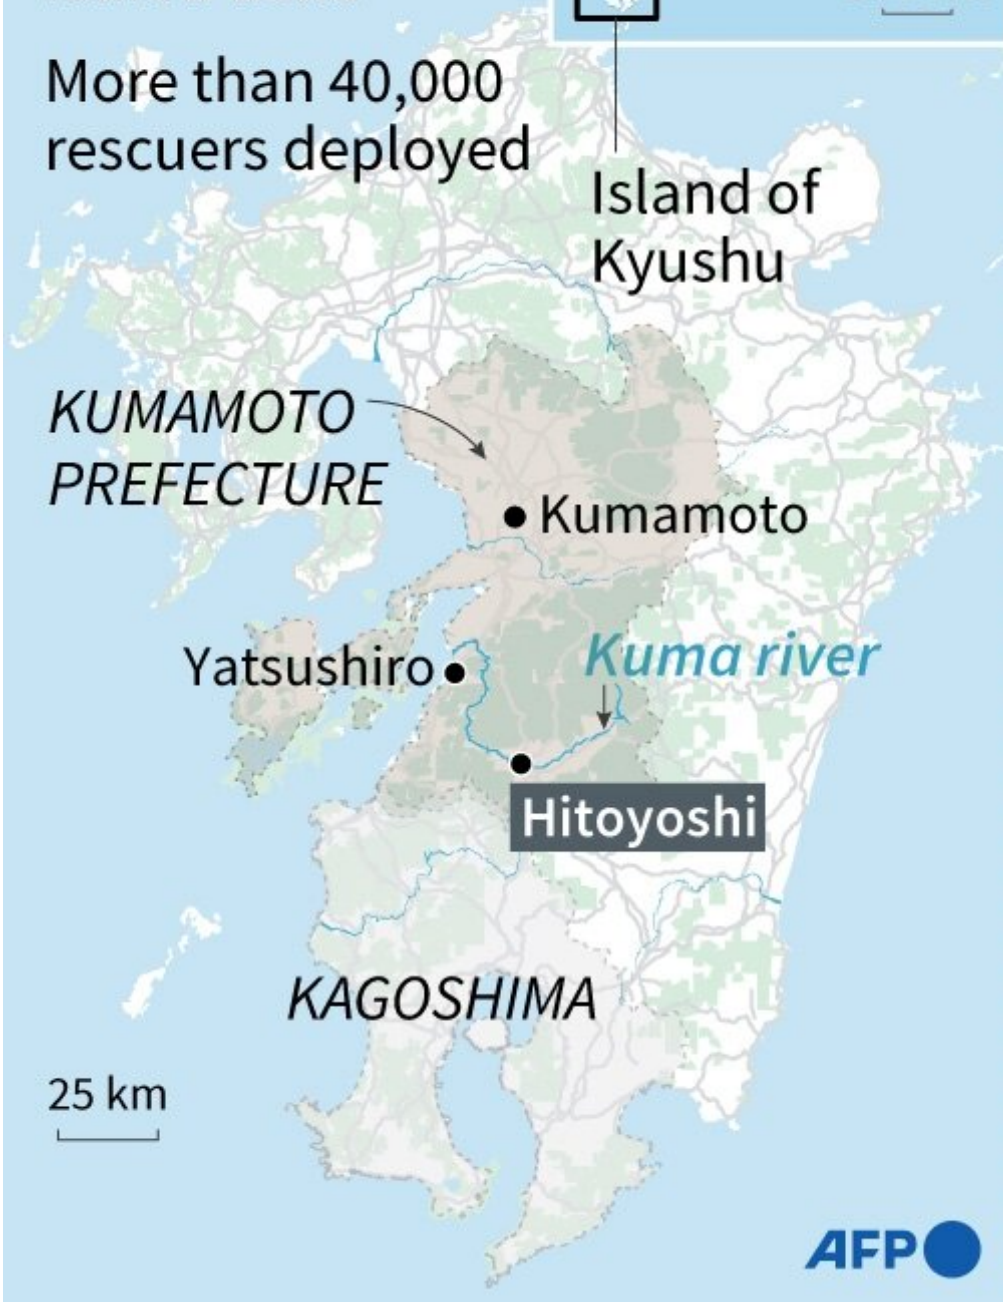 More than 40,000
rescuers deployed
Island of
Kyushu
KUMAMOTO
PREFECTURE
Kumamoto
Yatsushiro
Kuma river
Hitoyoshi
KAGOSHIMA
25 km
AFP